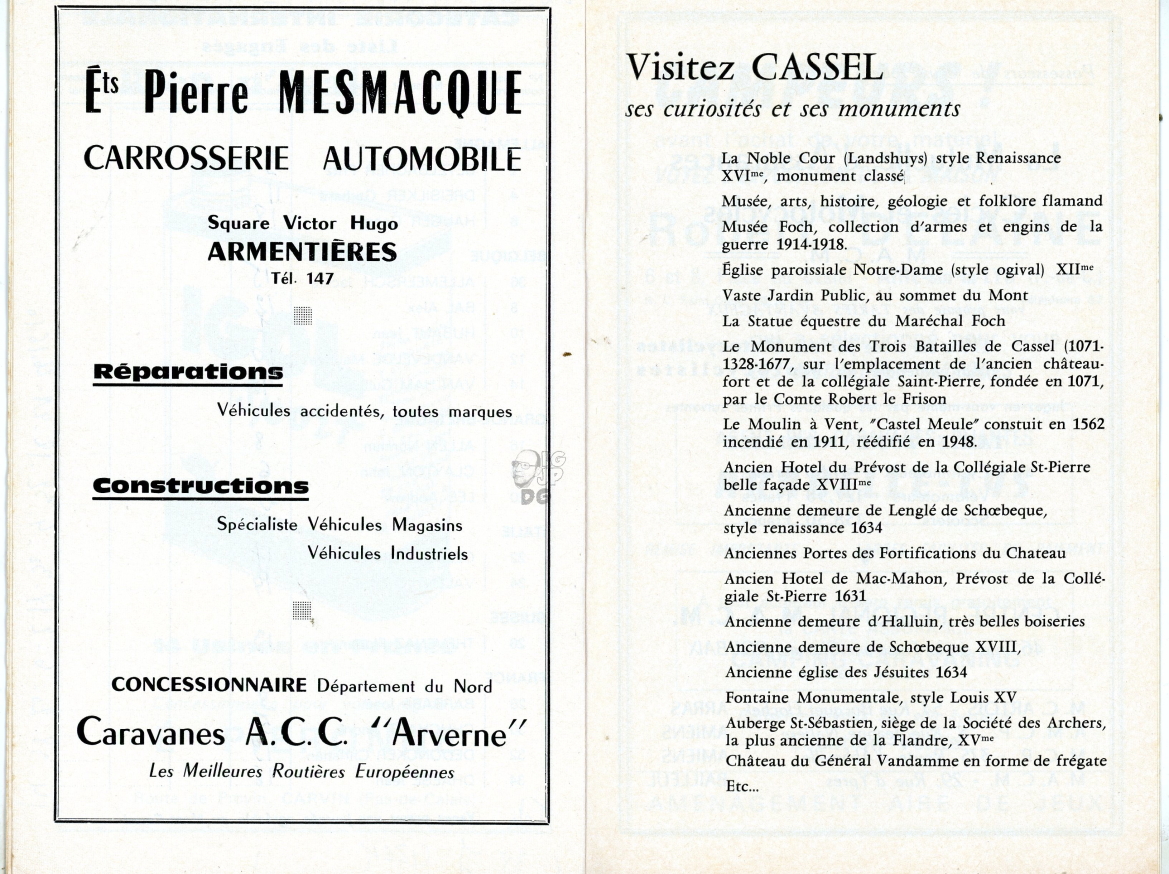 Éts Pierre MESMACQUE
CARROSSERIE AUTOMOBILE
Square Victor Hugo
ARMENTIÈRES
Tél. 147
Réparations
Véhicules accidentés, toutes marques
Constructions
Spécialiste Véhicules Magasins
Véhicules Industriels
CONCESSIONNAIRE Département du Nord
Caravanes A.C.C. “Arverne”
Les Meilleures Routières Européennes
DG
Visitez CASSEL
ses curiosités et ses monuments
La Noble Cour (Landshuys) style Renaissance
XVIme, monument classé
Musée, arts, histoire, géologie et folklore flamand
Musée Foch, collection d'armes et engins de la
guerre 1914-1918.
Église paroissiale Notre-Dame (style ogival) XIIme
Vaste Jardin Public, au sommet du Mont
La Statue équestre du Maréchal Foch
Le Monument des Trois Batailles de Cassel (1071-
1328-1677, sur l'emplacement de l'ancien château-
fort et de la collégiale Saint-Pierre, fondée en 1071,
par le Comte Robert le Frison
Le Moulin à Vent, "Castel Meule" constuit en 1562
incendié en 1911, réédifié en 1948.
Ancien Hotel du Prévost de la Collégiale St-Pierre
belle façade XVIIIme
Ancienne demeure de Lenglé de Schœbeque,
style renaissance 1634
Anciennes Portes des Fortifications du Chateau
Ancien Hotel de Mac-Mahon, Prévost de la Collé-
giale St-Pierre 1631
Ancienne demeure d'Halluin, très belles boiseries
Ancienne demeure de Schœbeque XVIII,
Ancienne église des Jésuites 1634
Fontaine Monumentale, style Louis XV
Auberge St-Sébastien, siège de la Société des Archers,
la plus ancienne de la Flandre, XVme
Château du Général Vandamme en forme de frégate
Etc...